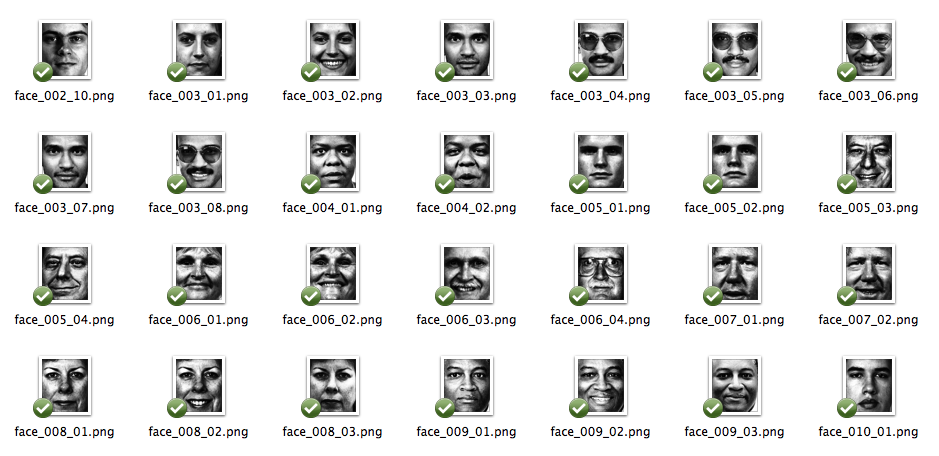 face_002_10.png face_003_01.png face_003_02.png face_003_03.png face_003_04.png face_003_05.png face_003_06.png
face_003_07.png face_003_08.png face_004_01.png face_004_02.png face_005_01.png face_005_02.png face_005_03.png
face_005_04.png face_006_01.png face_006_02.png face_006_03.png face_006_04.png face_007_01.png face_007_02.png
face_008_01.png face_008_02.png face_008_03.png face_009_01.png face_009_02.png face_009_03.png face_010_01.png